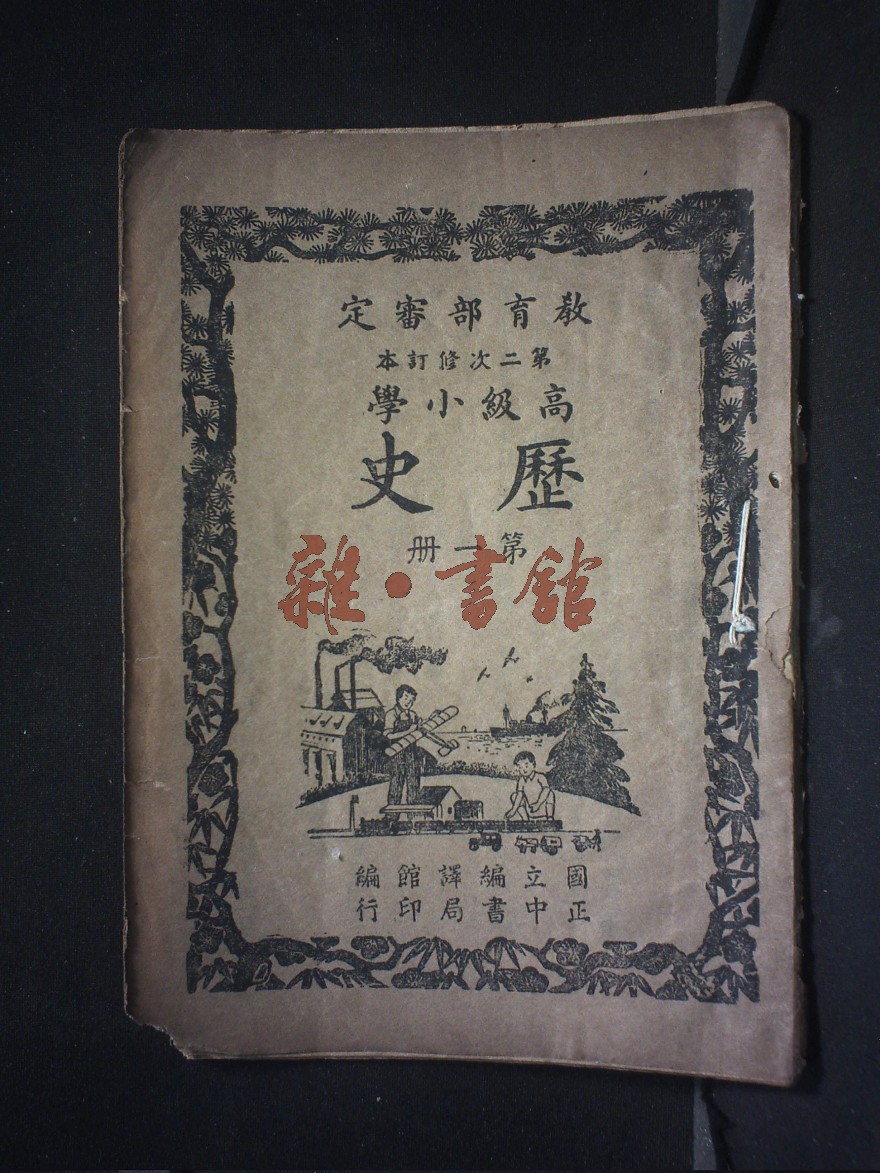 教育部審定
第二次修訂本
高級小學
歷史
第一册
雜·書館
國立編譯館編
正中書局印行